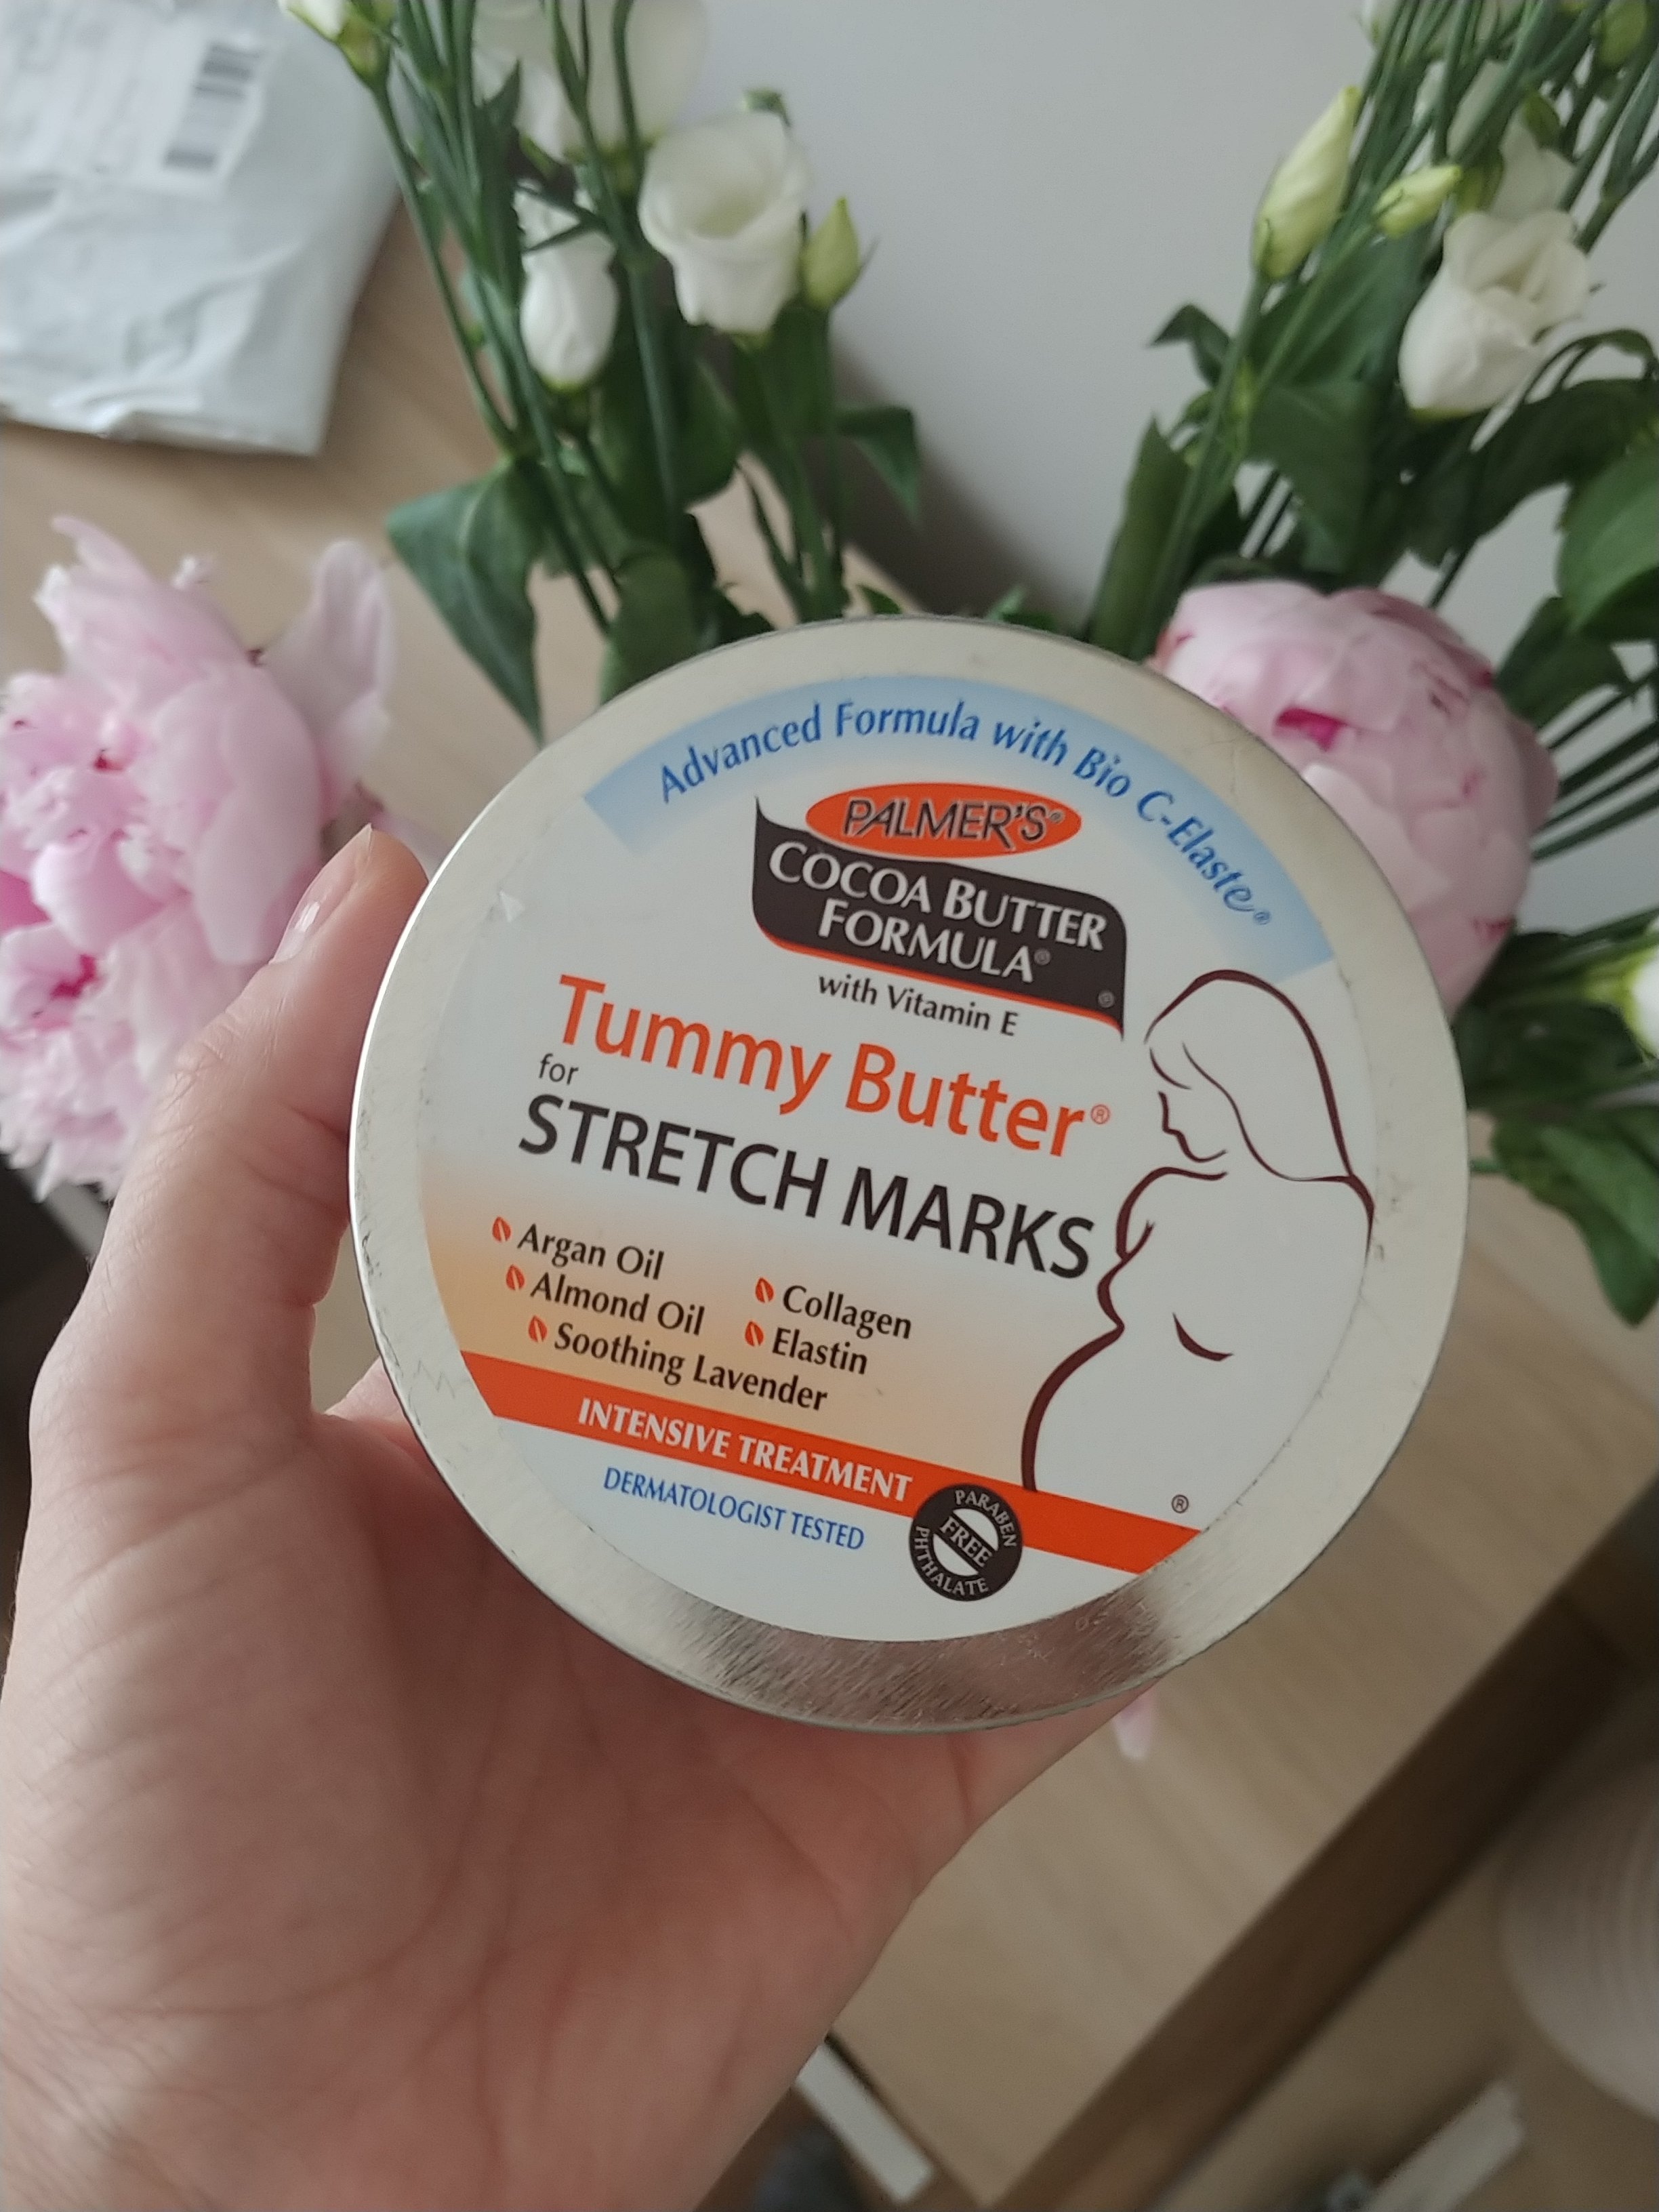 Advanced Formula with Bio C-Elaste®
PALMER'S®
COCOA BUTTER
FORMULA®
®
with Vitamin E
Tummy Butter®
for
STRETCH MARKS
Argan Oil
Almond Oil
Soothing Lavender
Collagen
Elastin
INTENSIVE TREATMENT
DERMATOLOGIST TESTED
PARABEN
FREE
PHTHALATE
®